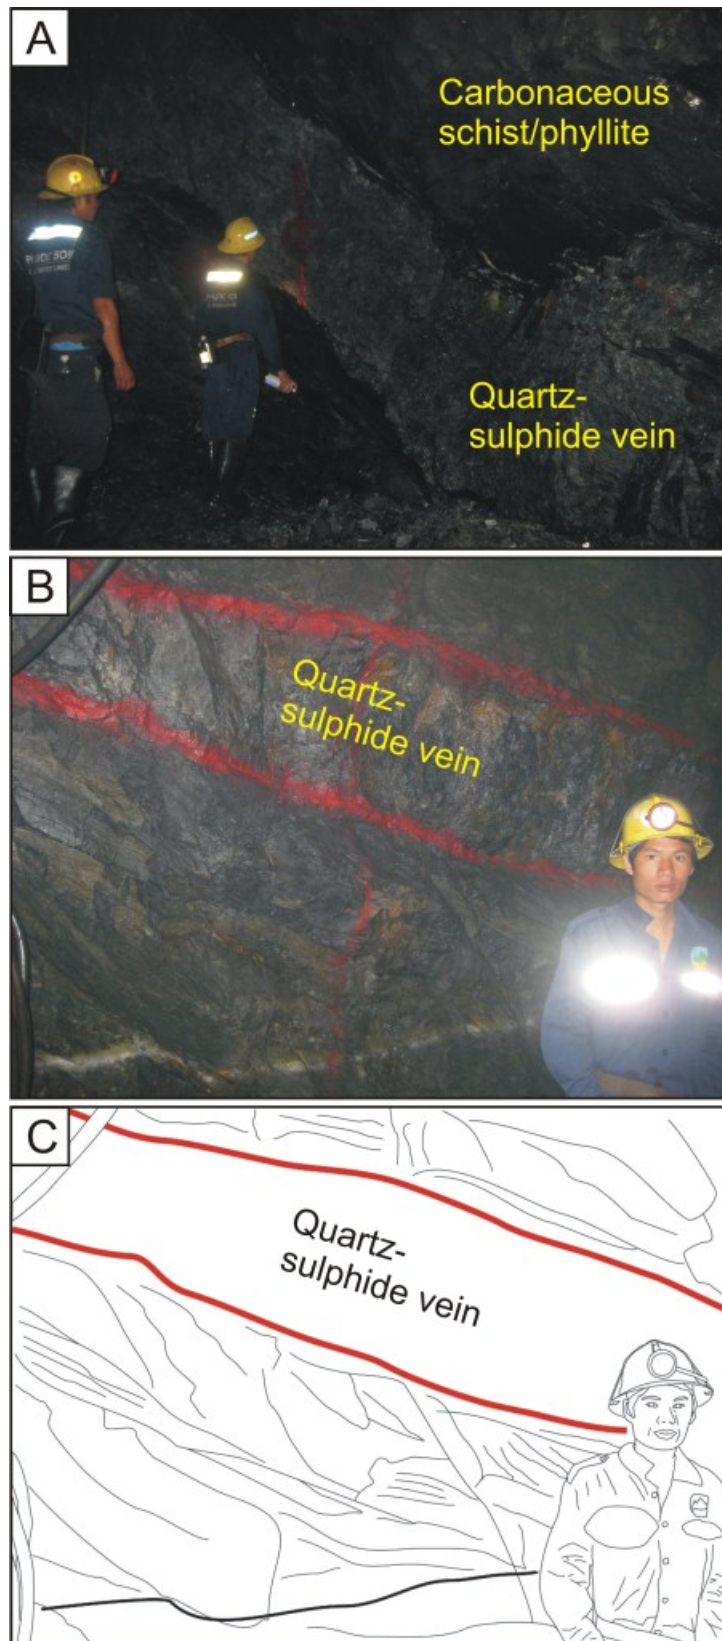 A
Carbonaceous
schist/phyllite
Quartz-
sulphide vein
B
Quartz-
sulphide vein
C
Quartz-
sulphide vein